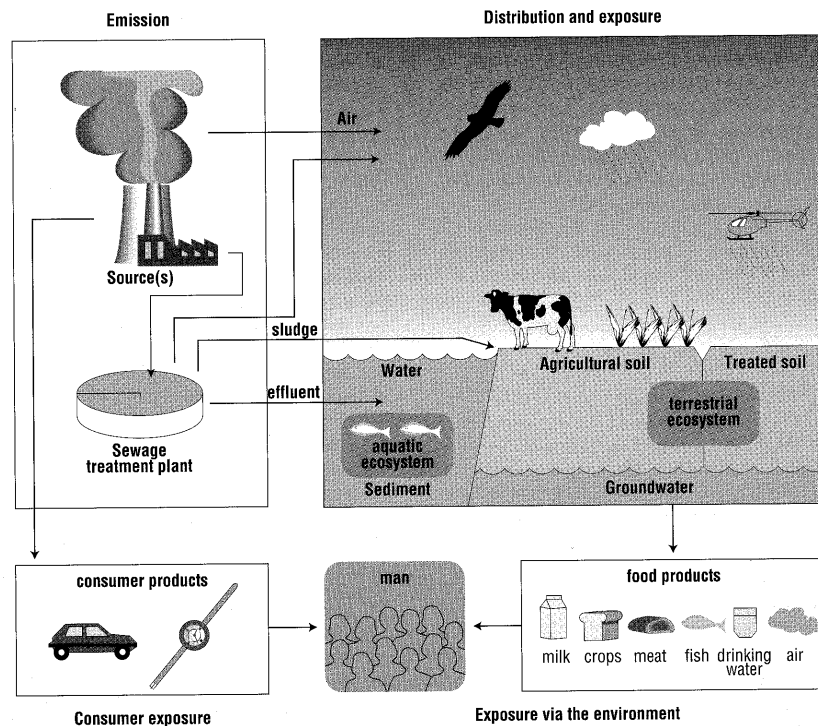 Emission
Distribution and exposure
Air
Source(s)
sludge
Water
Agricultural soil
Treated soil
effluent
terrestrial
ecosystem
aquatic
ecosystem
Sewage
treatment plant
Sediment
Groundwater
consumer products
man
food products
milk crops meat fish drinking air
water
Consumer exposure
Exposure via the environment